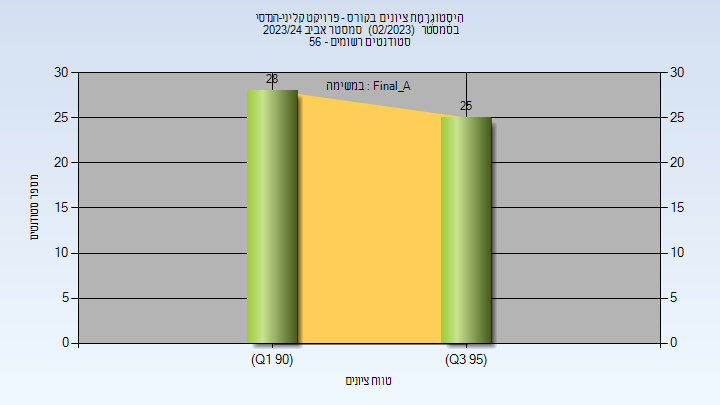 היסטוגרמת ציונים בקורס - פרויקט קליני-הנדסי
בסמסטר (02/2023) סמסטר אביב 2023/24
סטודנטים רשומים - 56
במשימה : Final_A
30 30
25 25
20 20
15 15
10 10
5 5
0 0
28
25
מספר סטודנטים
(Q1 90) (Q3 95)
טווח ציונים